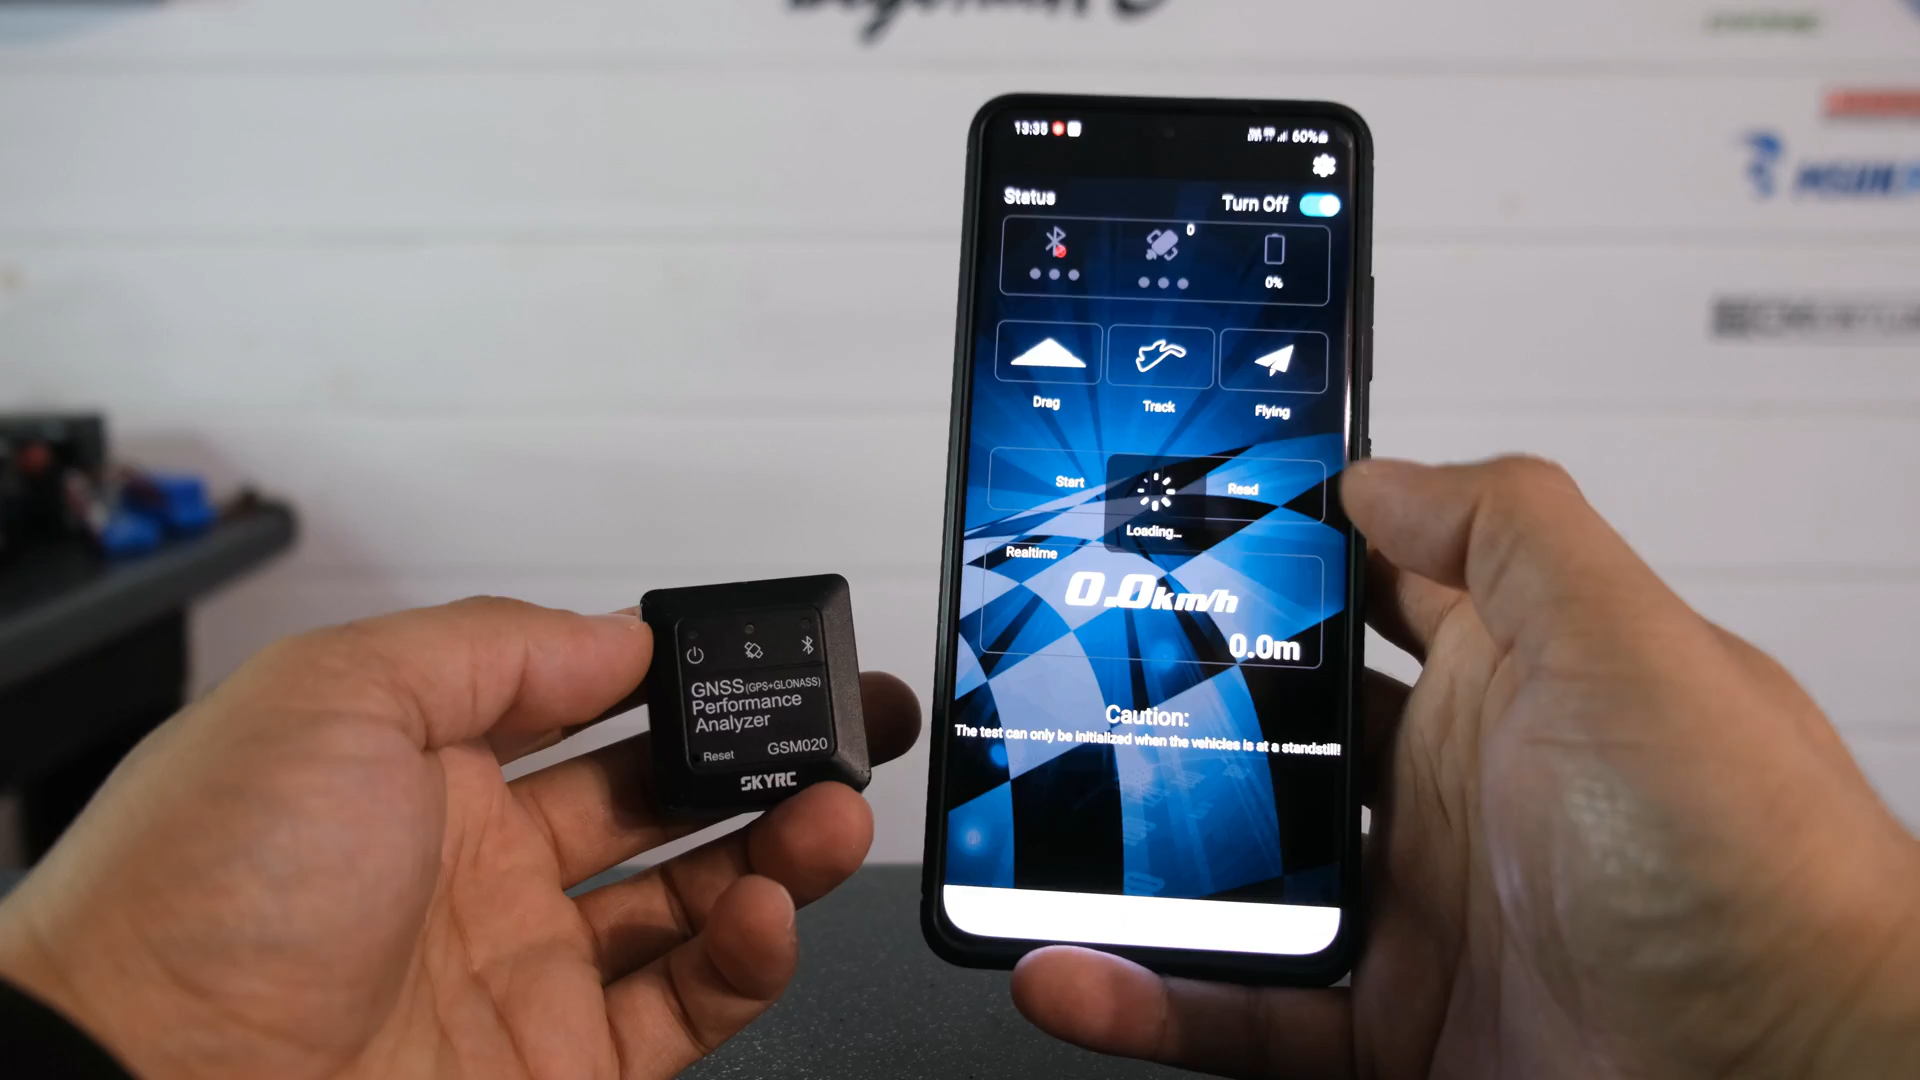 13:35
60%
Status
Turn Off
0
0%
Drag
Track
Flying
Start
Read
Loading...
Realtime
0.0km/h
0.0m
Caution:
The test can only be initialized when the vehicles is at a standstill!
GNSS(GPS+GLONASS)
Performance
Analyzer
Reset
GSM020
SKYRC